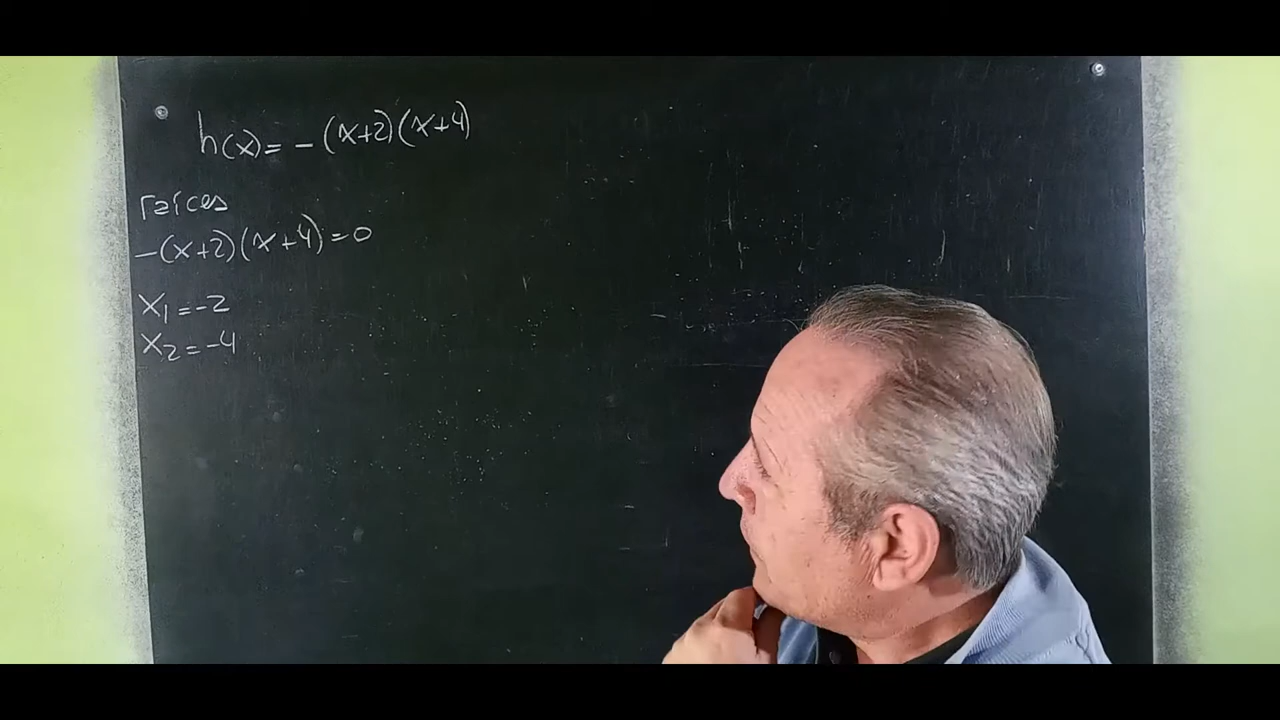 h(x)=-(x+2)(x+4)
raíces
-(x+2)(x+4)=0
x₁=-2
x₂=-4